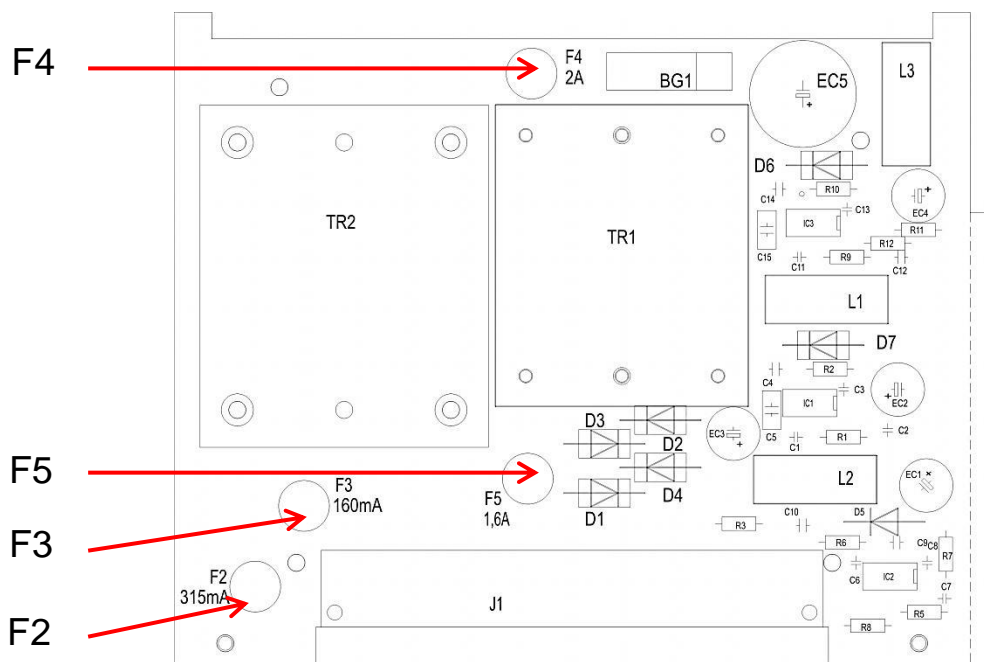 F4
F4
2A
BG1
EC5
L3
D6
C14
R10
C13
EC4
IC3
R11
TR2
TR1
C15
R12
C11
R9
C12
L1
D7
C4
R2
C3
IC1
EC2
D3
D2
EC3
C5
C1
R1
C2
F5
F3
160mA
F5
1,6A
D4
D1
L2
EC1
F3
R3
C10
D5
R6
C9
C8
R7
F2
315mA
J1
C6
IC2
C7
F2
R8
R5